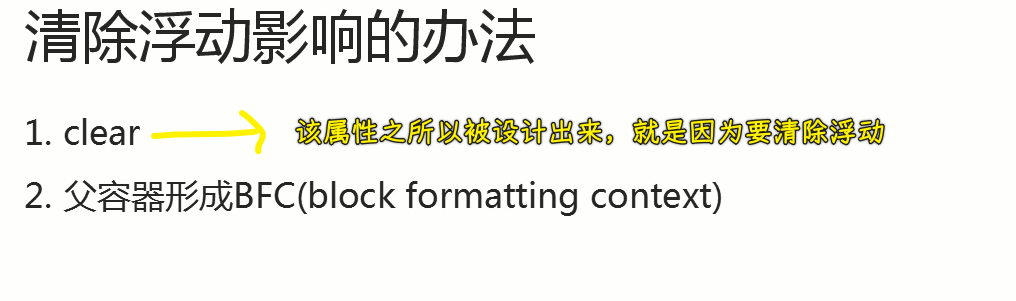 清除浮动影响的办法
1. clear 该属性之所以被设计出来，就是因为要清除浮动
2. 父容器形成BFC(block formatting context)